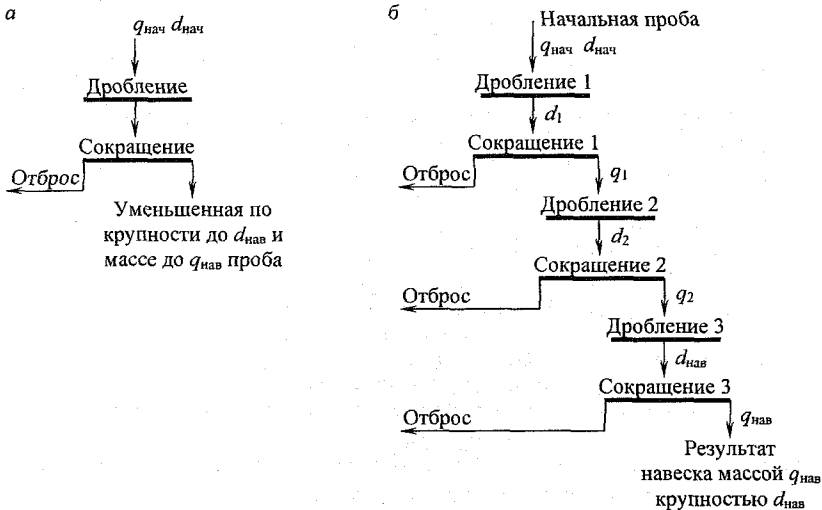 а
qнач dнач
Дробление
Сокращение
Отброс
Уменьшенная по
крупности до dнав и
массе до qнав проба
б
Начальная проба
qнач dнач
Дробление 1
d1
Сокращение 1
Отброс
q1
Дробление 2
d2
Сокращение 2
Отброс
q2
Дробление 3
dнав
Сокращение 3
Отброс
qнав
Результат
навеска массой qнав
крупностью dнав